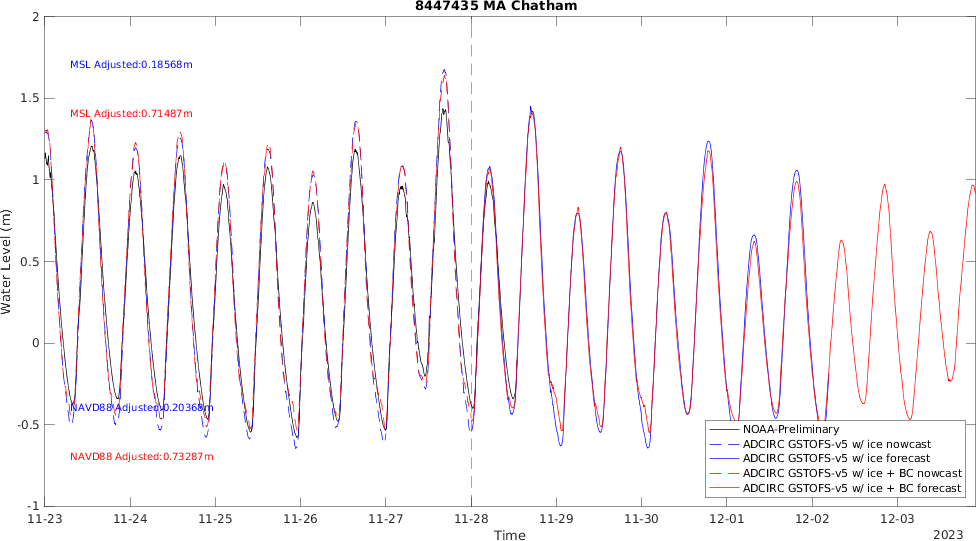 8447435 MA Chatham
2
MSL Adjusted:0.18568m
1.5
MSL Adjusted:0.71487m
1
Water Level (m)
0.5
0
NAVD88 Adjusted:0.20368m
-0.5
NAVD88 Adjusted:0.73287m
-1
NOAA-Preliminary
ADCIRC GSTOFS-v5 w/ ice nowcast
ADCIRC GSTOFS-v5 w/ ice forecast
ADCIRC GSTOFS-v5 w/ ice + BC nowcast
ADCIRC GSTOFS-v5 w/ ice + BC forecast
11-23 11-24 11-25 11-26 11-27 11-28 11-29 11-30 12-01 12-02 12-03
Time
2023